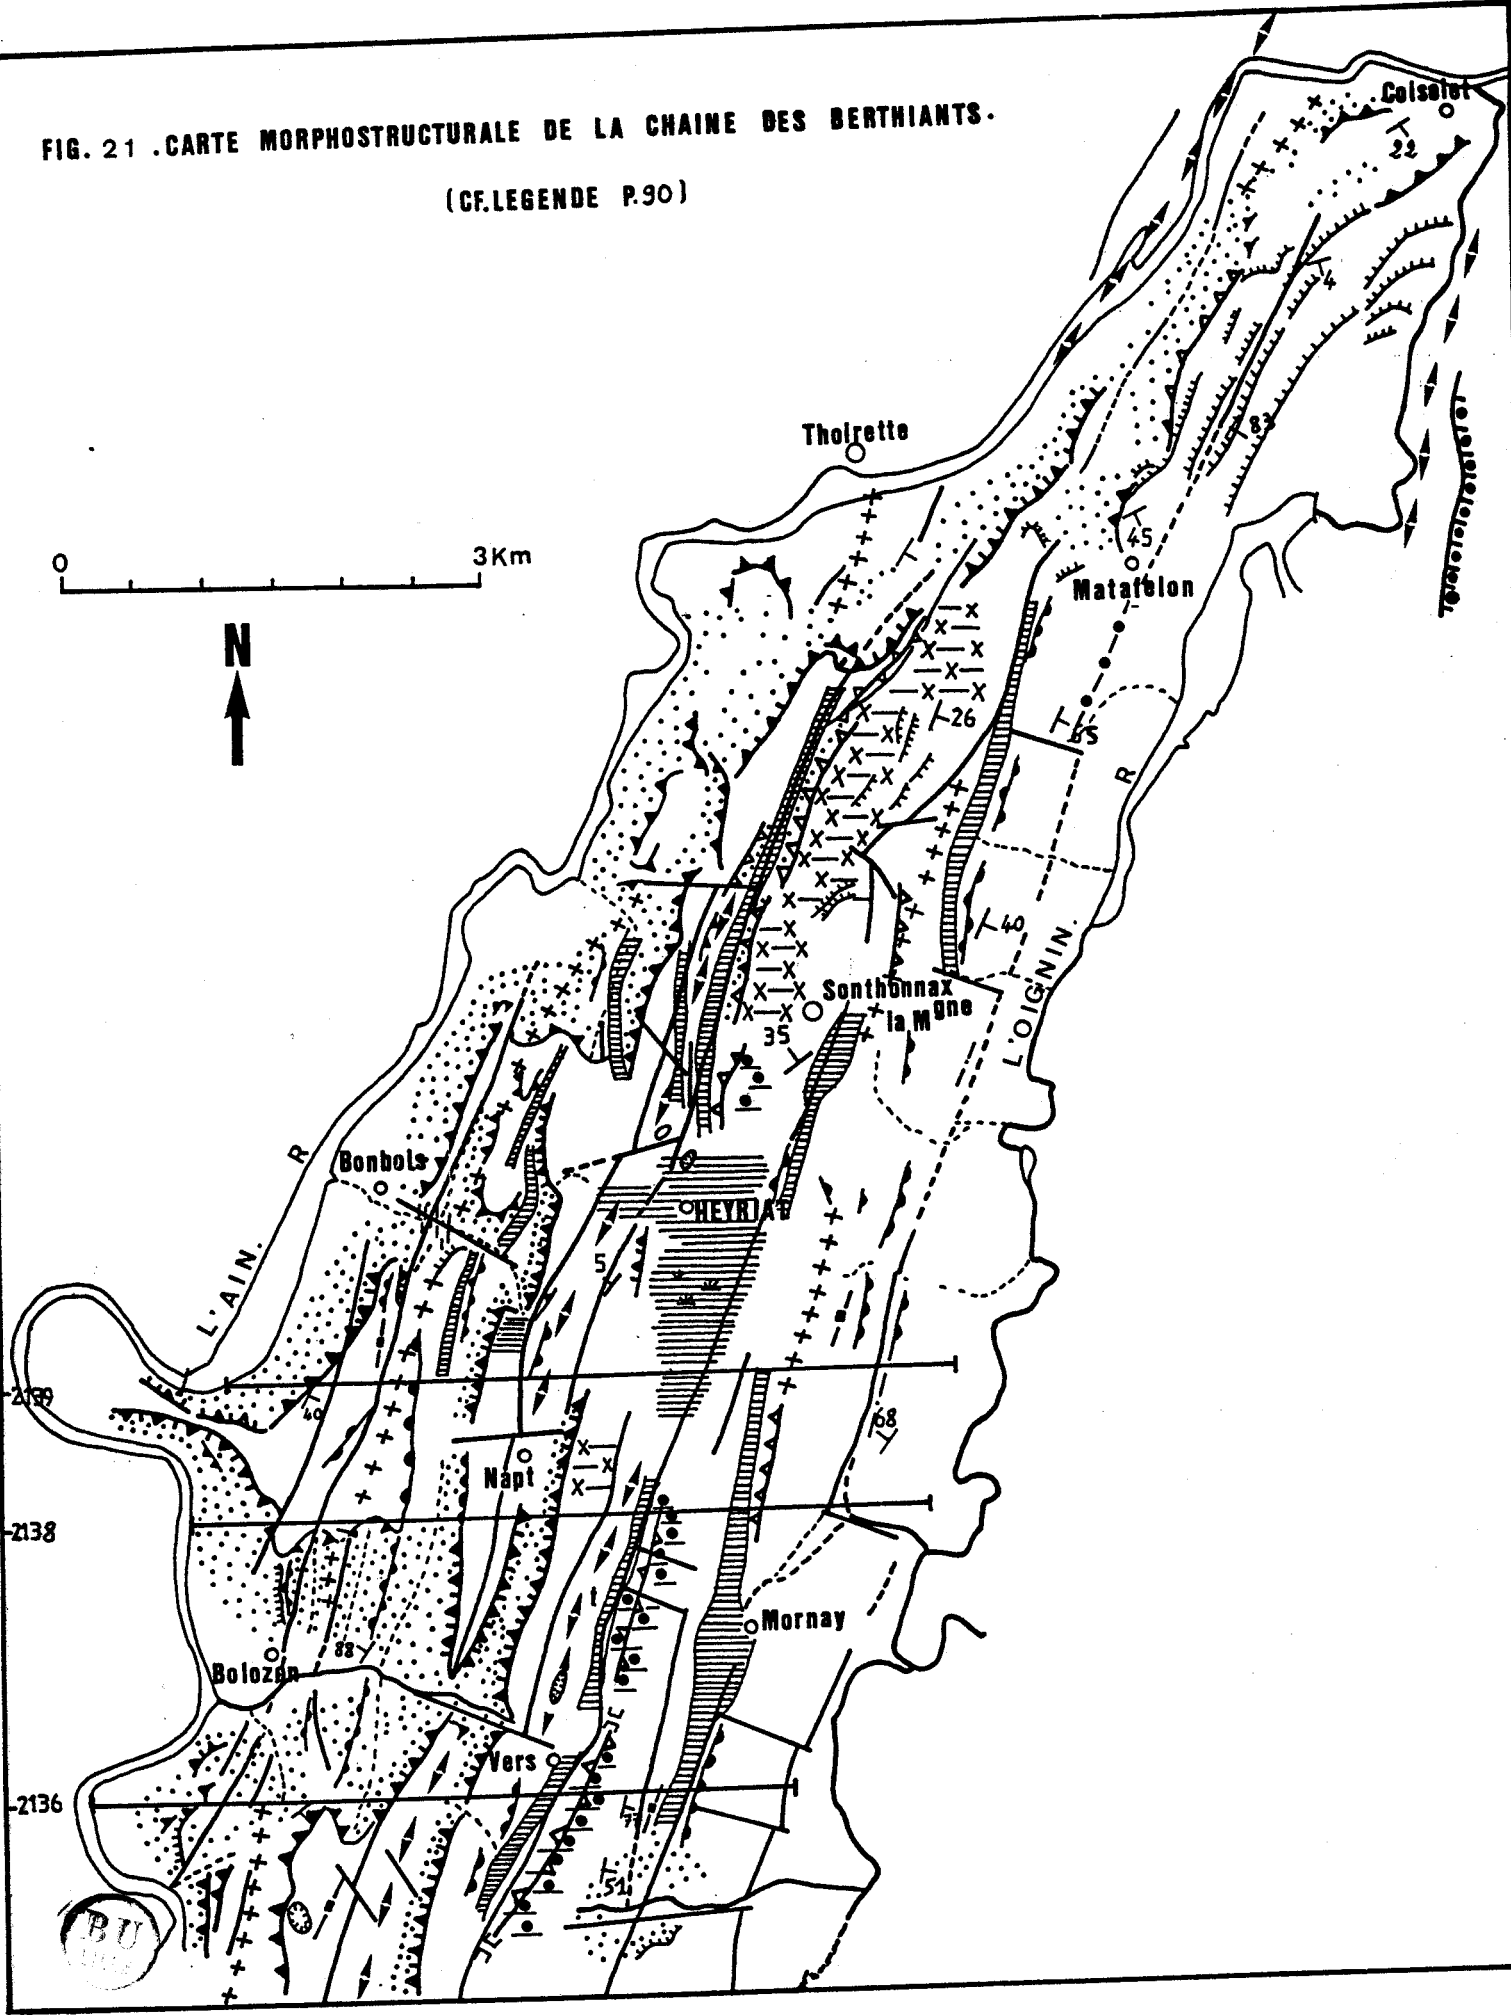 FIG. 21 .CARTE MORPHOSTRUCTURALE DE LA CHAINE DES BERTHIANTS.
(CF.LEGENDE P.90)
Coiselet
22
4
83
Thoirette
0 3Km
N
45
Matafelon
26
65
R
40
L'OIGNIN.
Sonthonnax
la Mgne
35
R
Bonbois
HEYRIAT
5
L'AIN.
2139
40
68
Napt
2138
Mornay
88
Bolozon
Vers
2136
77
51
BU